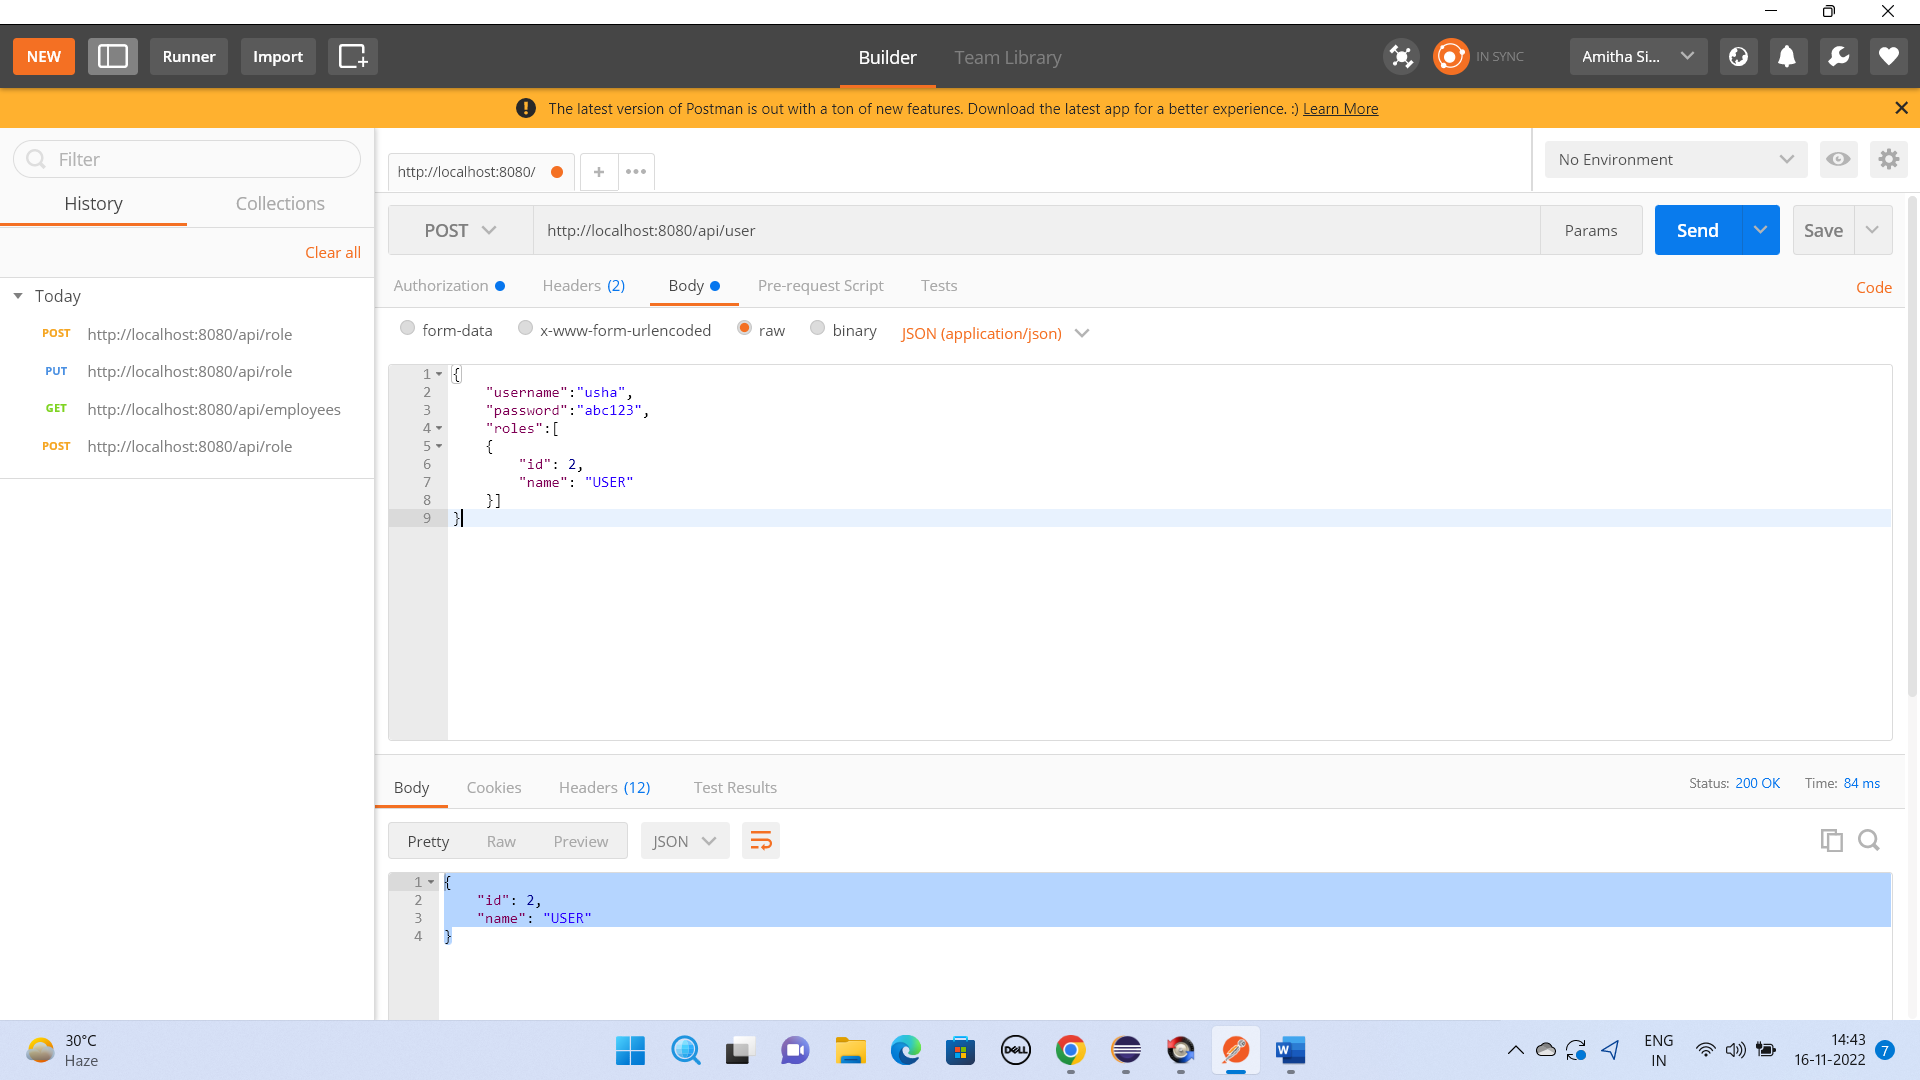 NEW
Runner
Import
Builder
Team Library
IN SYNC
Amitha Si...
The latest version of Postman is out with a ton of new features. Download the latest app for a better experience. :) Learn More
Filter
History
Collections
Clear all
Today
POST http://localhost:8080/api/role
PUT http://localhost:8080/api/role
GET http://localhost:8080/api/employees
POST http://localhost:8080/api/role
http://localhost:8080/
No Environment
POST
http://localhost:8080/api/user
Params
Send
Save
Authorization
Headers (2)
Body
Pre-request Script
Tests
Code
form-data
x-www-form-urlencoded
raw
binary
JSON (application/json)
1 {
2 "username":"usha",
3 "password":"abc123",
4 "roles":[
5 {
6 "id": 2,
7 "name": "USER"
8 }]
9 }
Body
Cookies
Headers (12)
Test Results
Status: 200 OK
Time: 84 ms
Pretty
Raw
Preview
JSON
1 {
2 "id": 2,
3 "name": "USER"
4 }
30°C
Haze
DELL
W
ENG
IN
14:43
16-11-2022
7